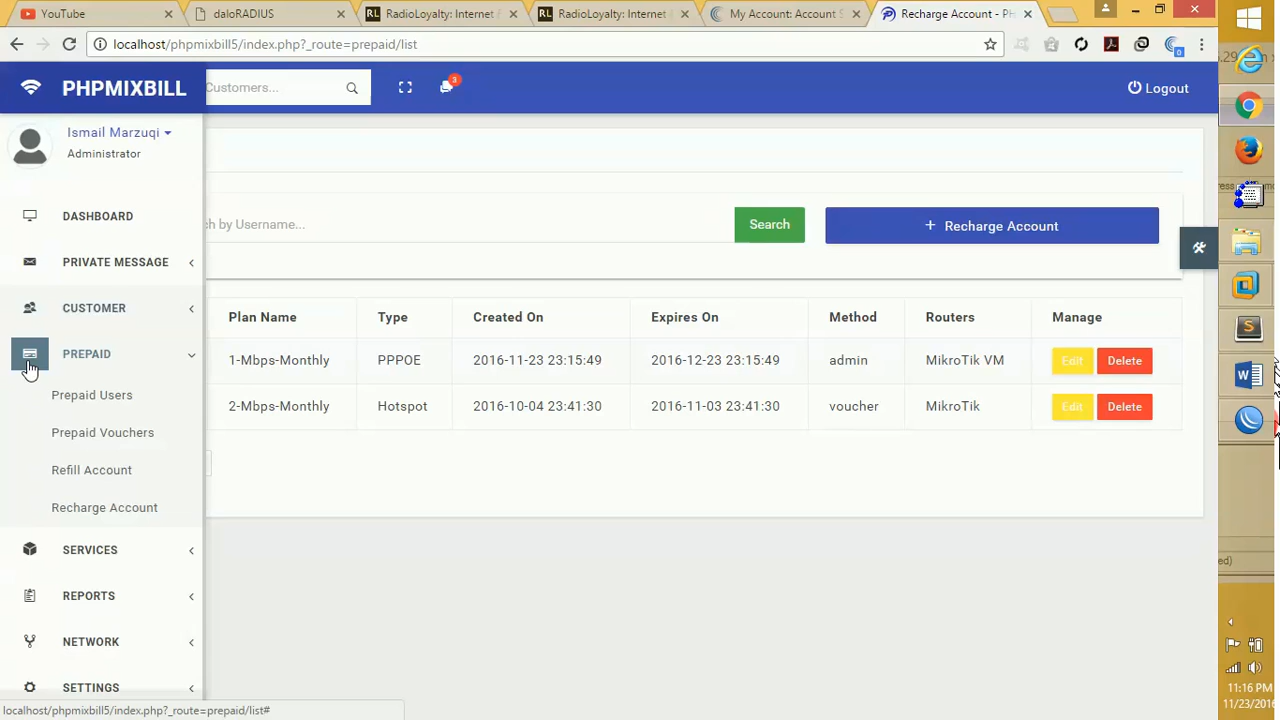 YouTube
daloRADIUS
RadioLoyalty: Internet
RadioLoyalty: Internet
My Account: Account S
Recharge Account - PH
localhost/phpmixbill5/index.php?_route=prepaid/list
PHPMIXBILL
Customers...
3
Logout
Ismail Marzuqi
Administrator
DASHBOARD
PRIVATE MESSAGE
CUSTOMER
PREPAID
Prepaid Users
Prepaid Vouchers
Refill Account
Recharge Account
SERVICES
REPORTS
NETWORK
SETTINGS
ch by Username...
Search
+ Recharge Account
Plan Name Type Created On Expires On Method Routers Manage
1-Mbps-Monthly PPPOE 2016-11-23 23:15:49 2016-12-23 23:15:49 admin MikroTik VM Edit Delete
2-Mbps-Monthly Hotspot 2016-10-04 23:41:30 2016-11-03 23:41:30 voucher MikroTik Edit Delete
localhost/phpmixbill5/index.php?_route=prepaid/list#
11:16 PM
11/23/2016